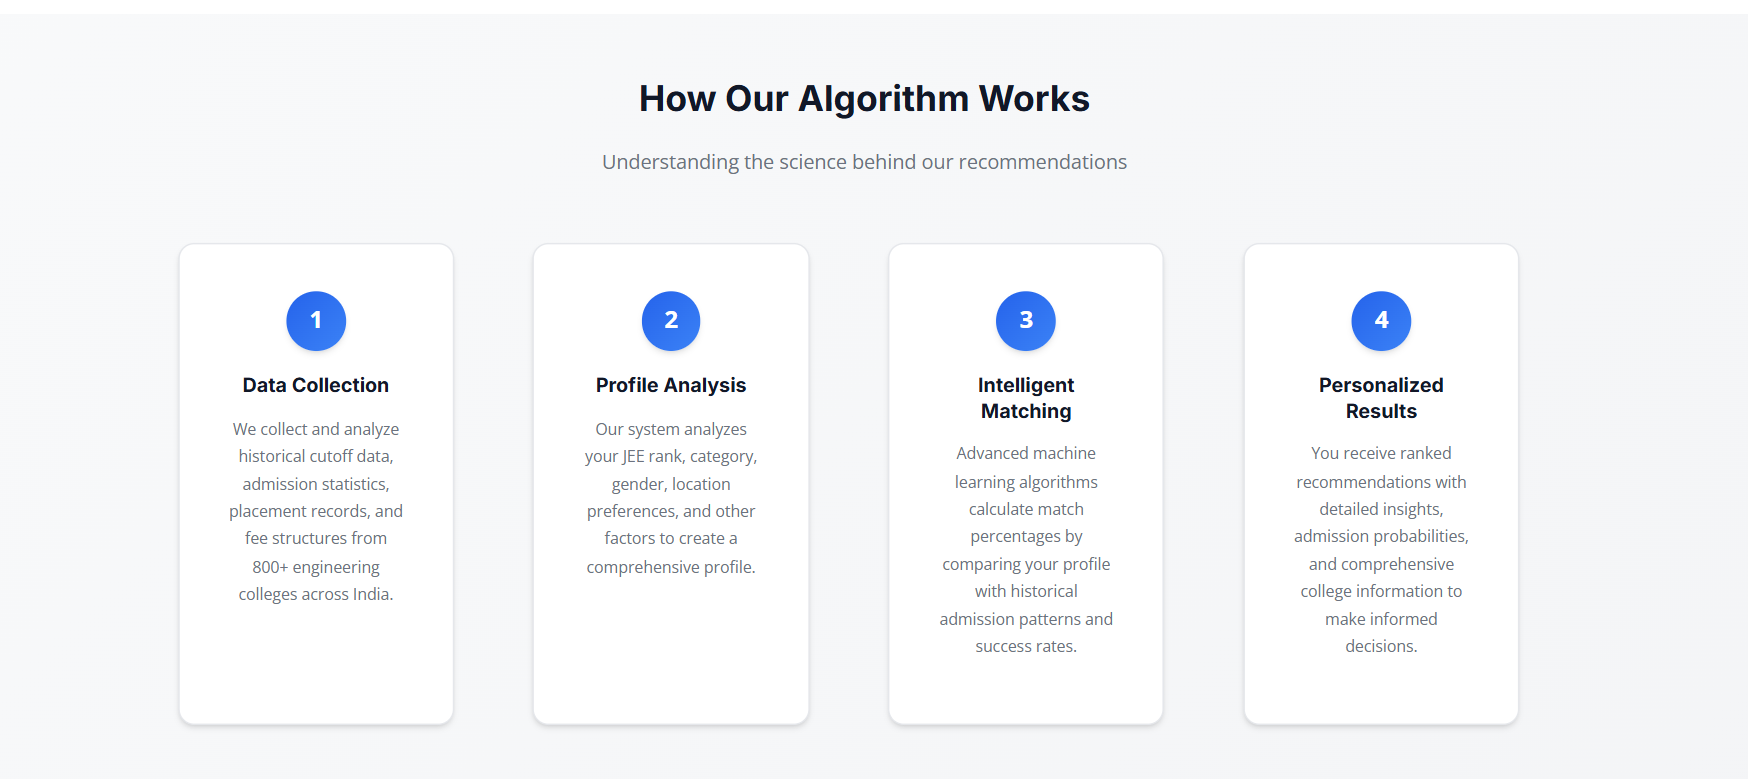 How Our Algorithm Works
Understanding the science behind our recommendations
1
Data Collection
We collect and analyze
historical cutoff data,
admission statistics,
placement records, and
fee structures from
800+ engineering
colleges across India.
2
Profile Analysis
Our system analyzes
your JEE rank, category,
gender, location
preferences, and other
factors to create a
comprehensive profile.
3
Intelligent
Matching
Advanced machine
learning algorithms
calculate match
percentages by
comparing your profile
with historical
admission patterns and
success rates.
4
Personalized
Results
You receive ranked
recommendations with
detailed insights,
admission probabilities,
and comprehensive
college information to
make informed
decisions.